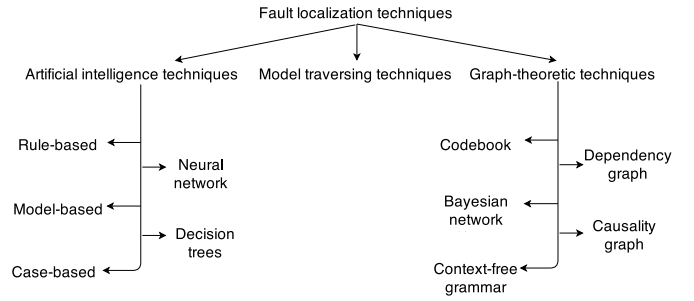 Fault localization techniques
Artificial intelligence techniques
Model traversing techniques
Graph-theoretic techniques
Rule-based
Neural
network
Model-based
Decision
trees
Case-based
Codebook
Dependency
graph
Bayesian
network
Causality
graph
Context-free
grammar